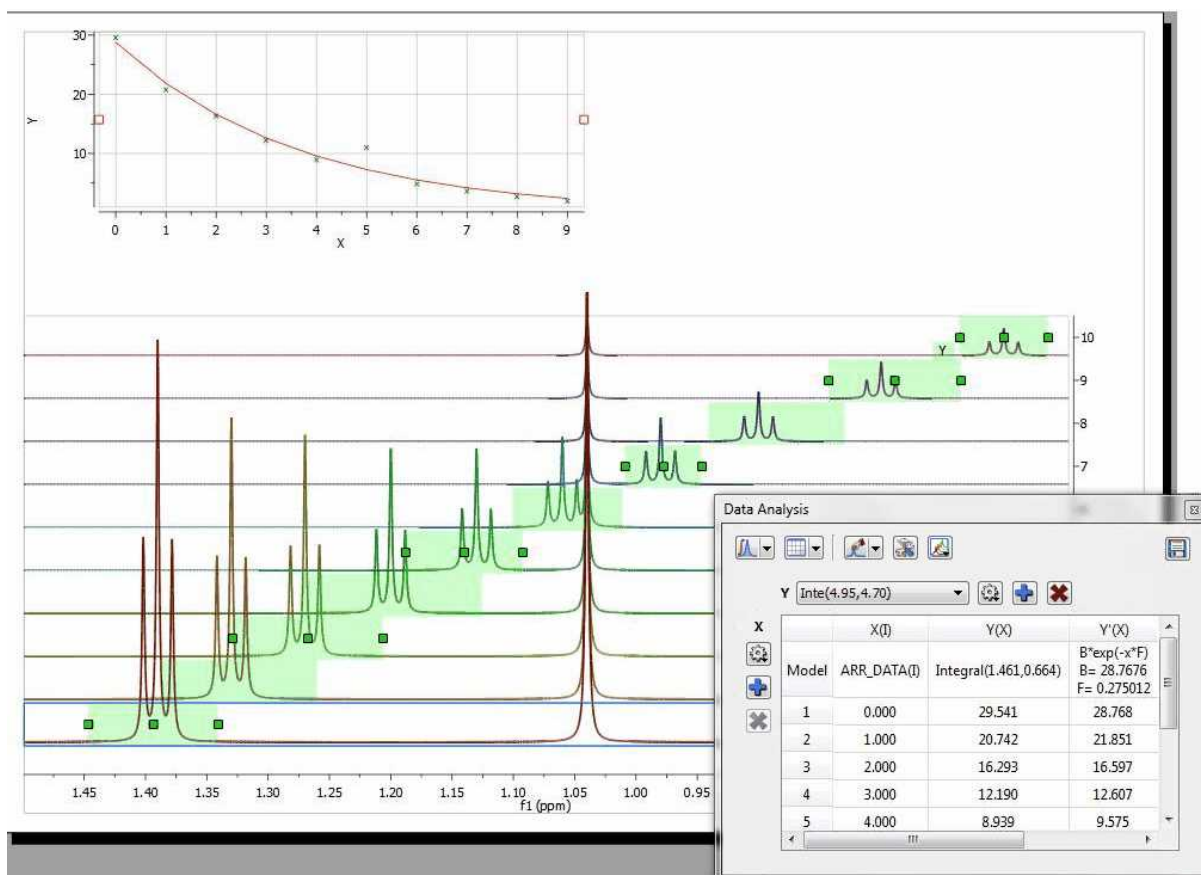 30
20
10
Y
0 1 2 3 4 5 6 7 8 9
X
10
9
8
7
Y
1.45 1.40 1.35 1.30 1.25 1.20 1.15 1.10 1.05 1.00 0.95
f1 (ppm)
Data Analysis
Y Inte(4.95,4.70)
X
X(I) Y(X) Y'(X)
Model ARR_DATA(I) Integral(1.461,0.664) B*exp(-x*F)
B= 28.7676
F= 0.275012
1 0.000 29.541 28.768
2 1.000 20.742 21.851
3 2.000 16.293 16.597
4 3.000 12.190 12.607
5 4.000 8.939 9.575